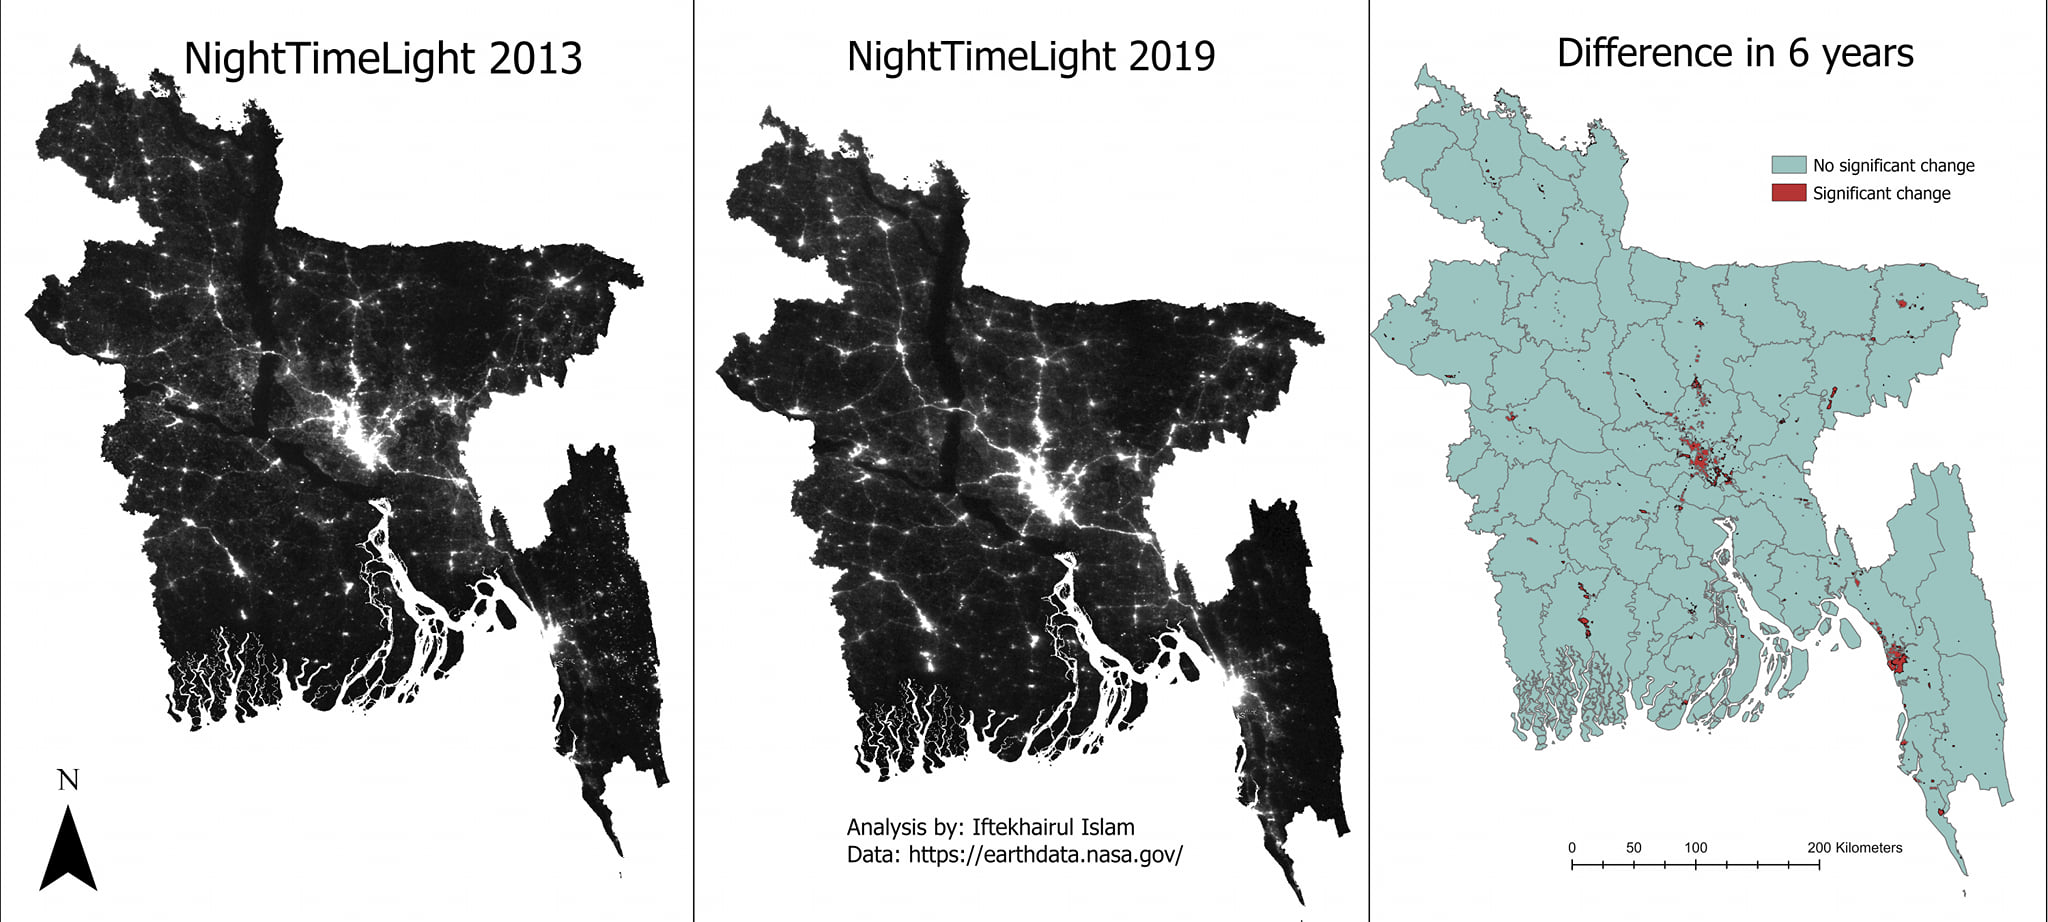 NightTimeLight 2013
NightTimeLight 2019
Difference in 6 years
No significant change
Significant change
N
Analysis by: Iftekhairul Islam
Data: https://earthdata.nasa.gov/
0 50 100 200 Kilometers